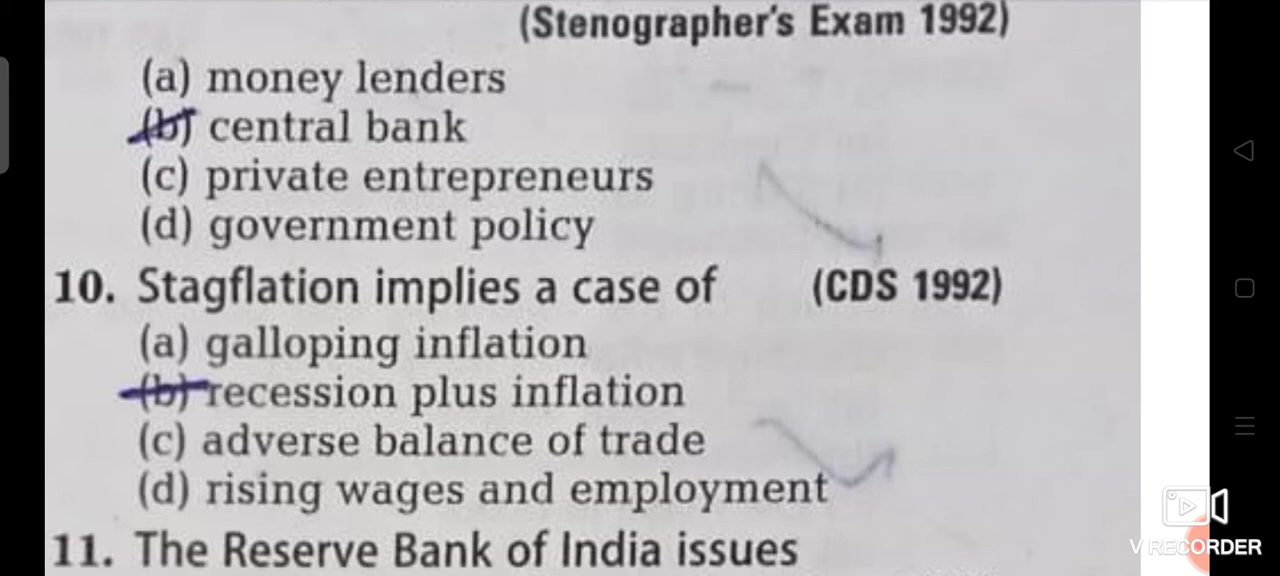 (Stenographer's Exam 1992)
(a) money lenders
(b) central bank
(c) private entrepreneurs
(d) government policy
10. Stagflation implies a case of (CDS 1992)
(a) galloping inflation
(b) recession plus inflation
(c) adverse balance of trade
(d) rising wages and employment
11. The Reserve Bank of India issues
V RECORDER